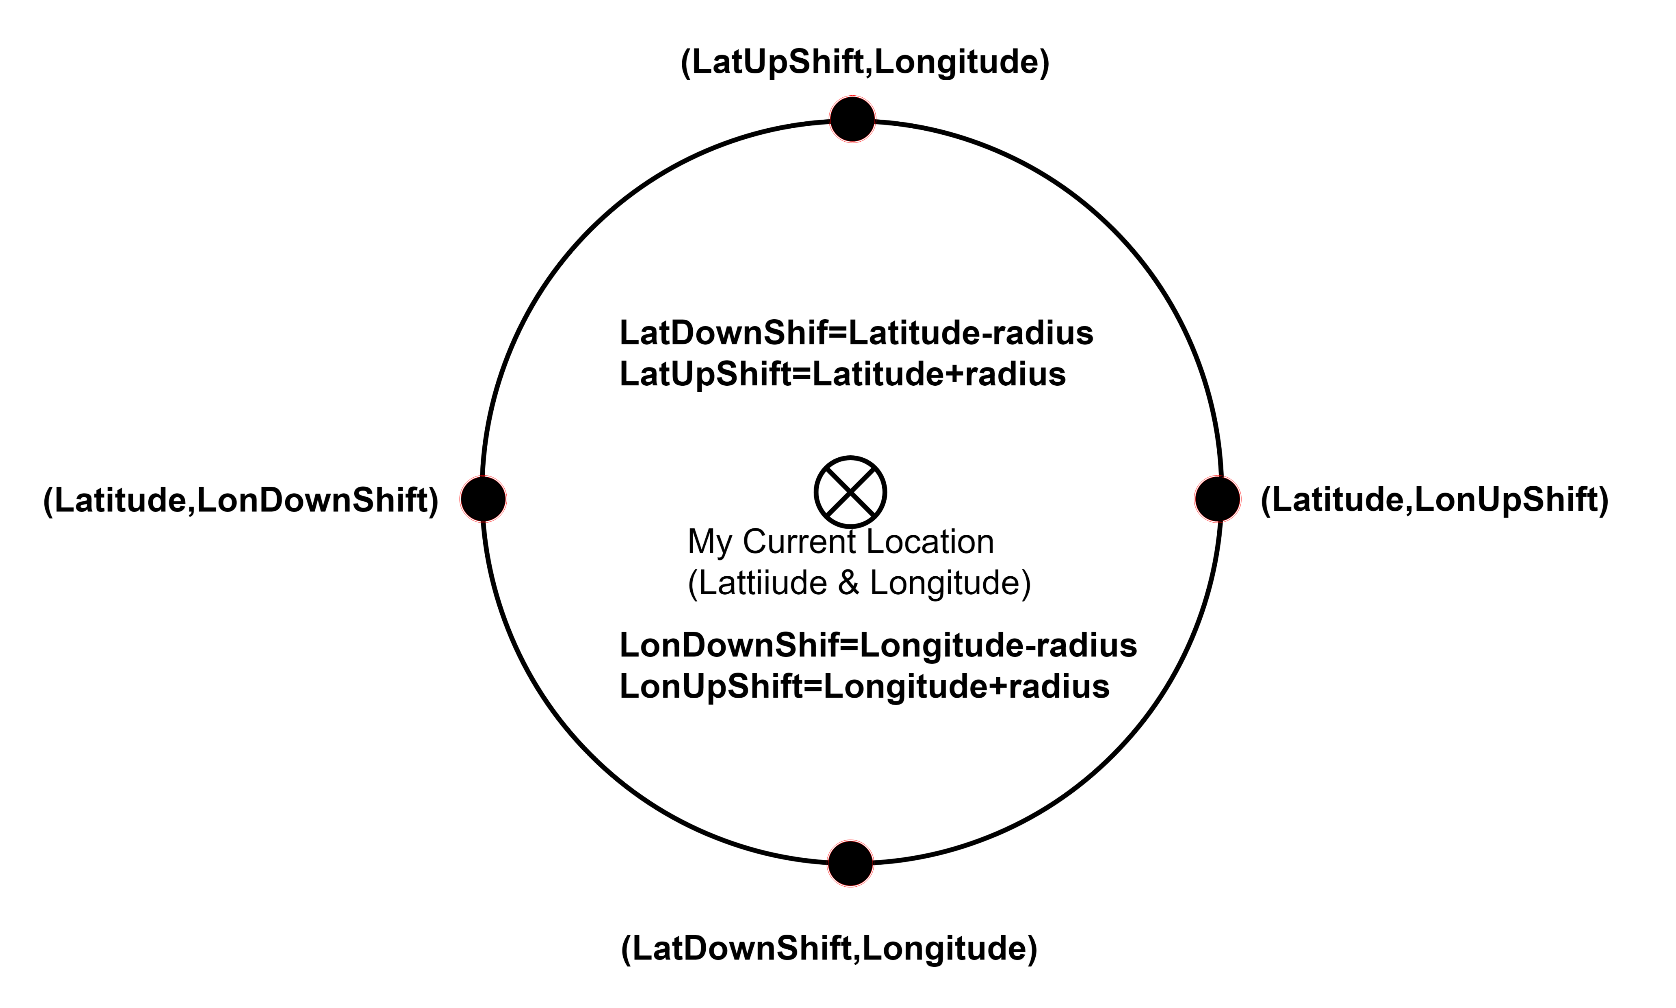 (LatUpShift,Longitude)
LatDownShif=Latitude-radius
LatUpShift=Latitude+radius
(Latitude,LonDownShift)
(Latitude,LonUpShift)
My Current Location
(Lattiiude & Longitude)
LonDownShif=Longitude-radius
LonUpShift=Longitude+radius
(LatDownShift,Longitude)